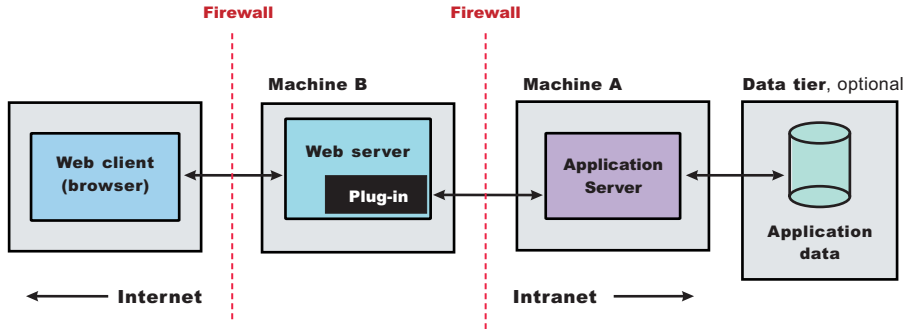 Firewall
Firewall
Machine B
Machine A
Data tier, optional
Web client
(browser)
Web server
Plug-in
Application
Server
Application
data
Internet
Intranet